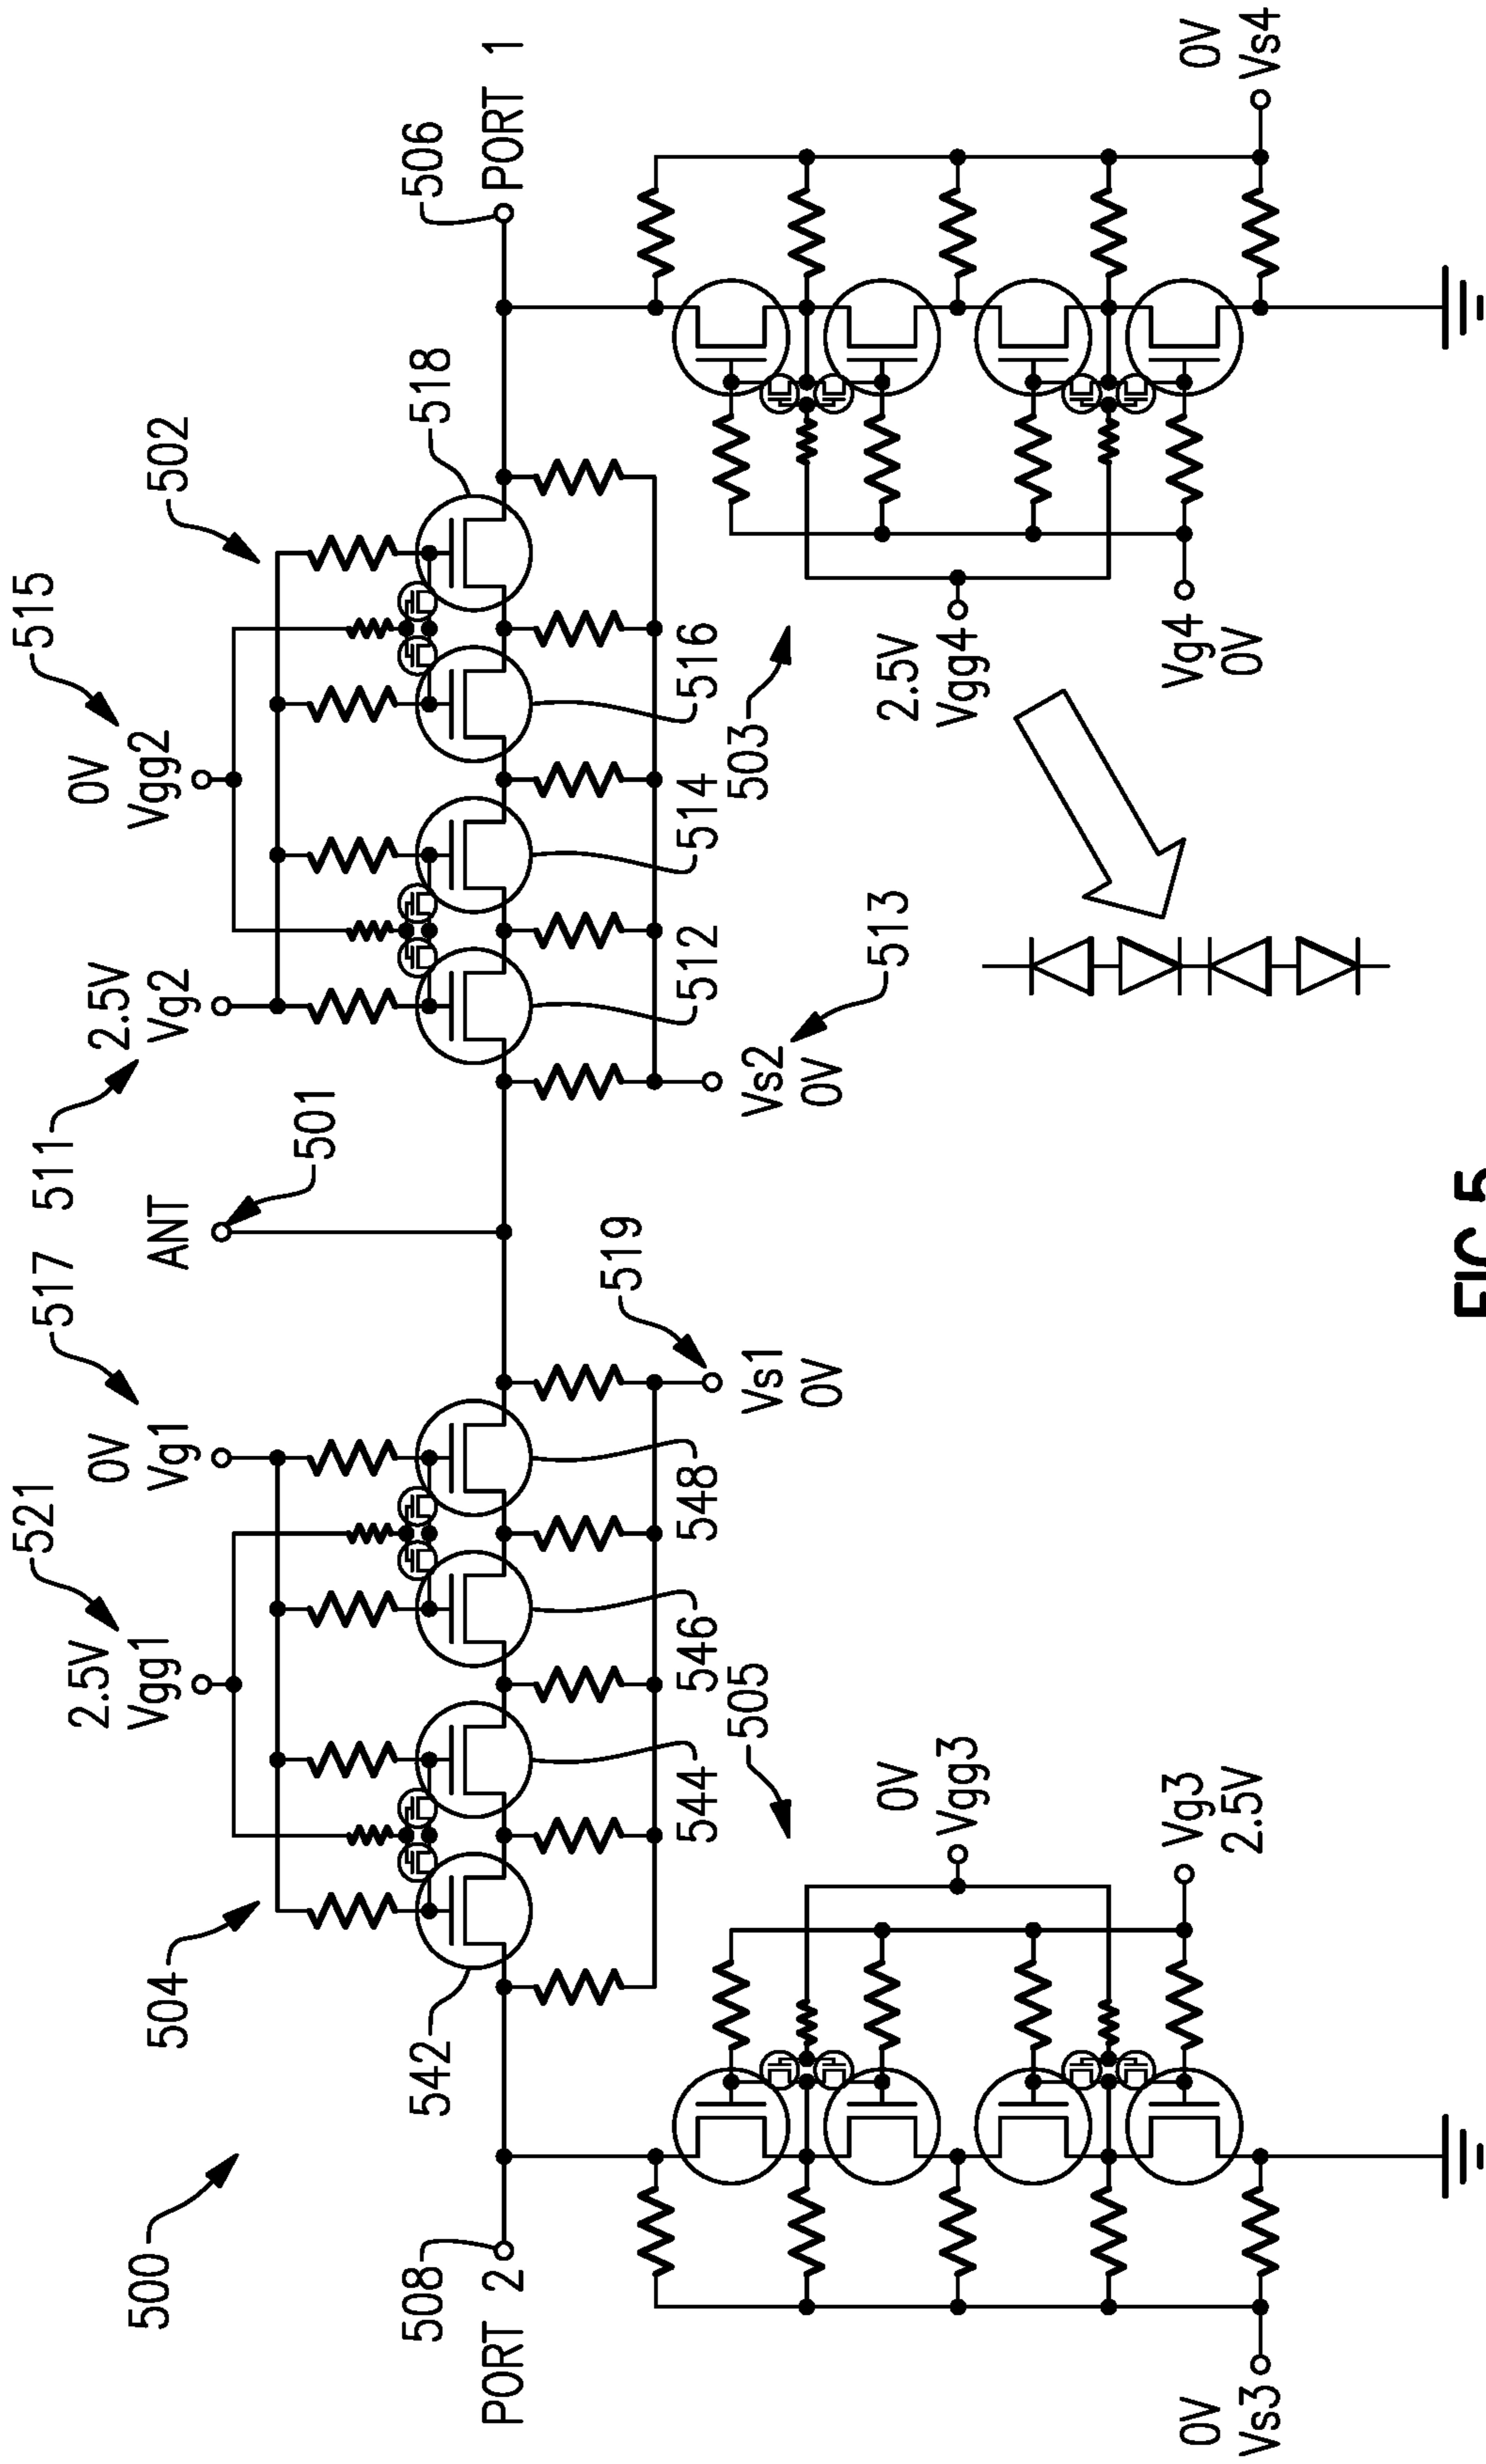 500
504
521
2.5V
Vgg1
0V
Vg1
517
511
ANT
501
2.5V
Vg2
0V
Vgg2
515
502
542
544
546
548
512
514
516
518
508
PORT 2
506
PORT 1
519
Vs1
0V
Vs2
0V
513
505
503
0V
Vgg3
Vg3
2.5V
0V
Vs3
2.5V
Vgg4
Vg4
0V
0V
Vs4
FIG.5